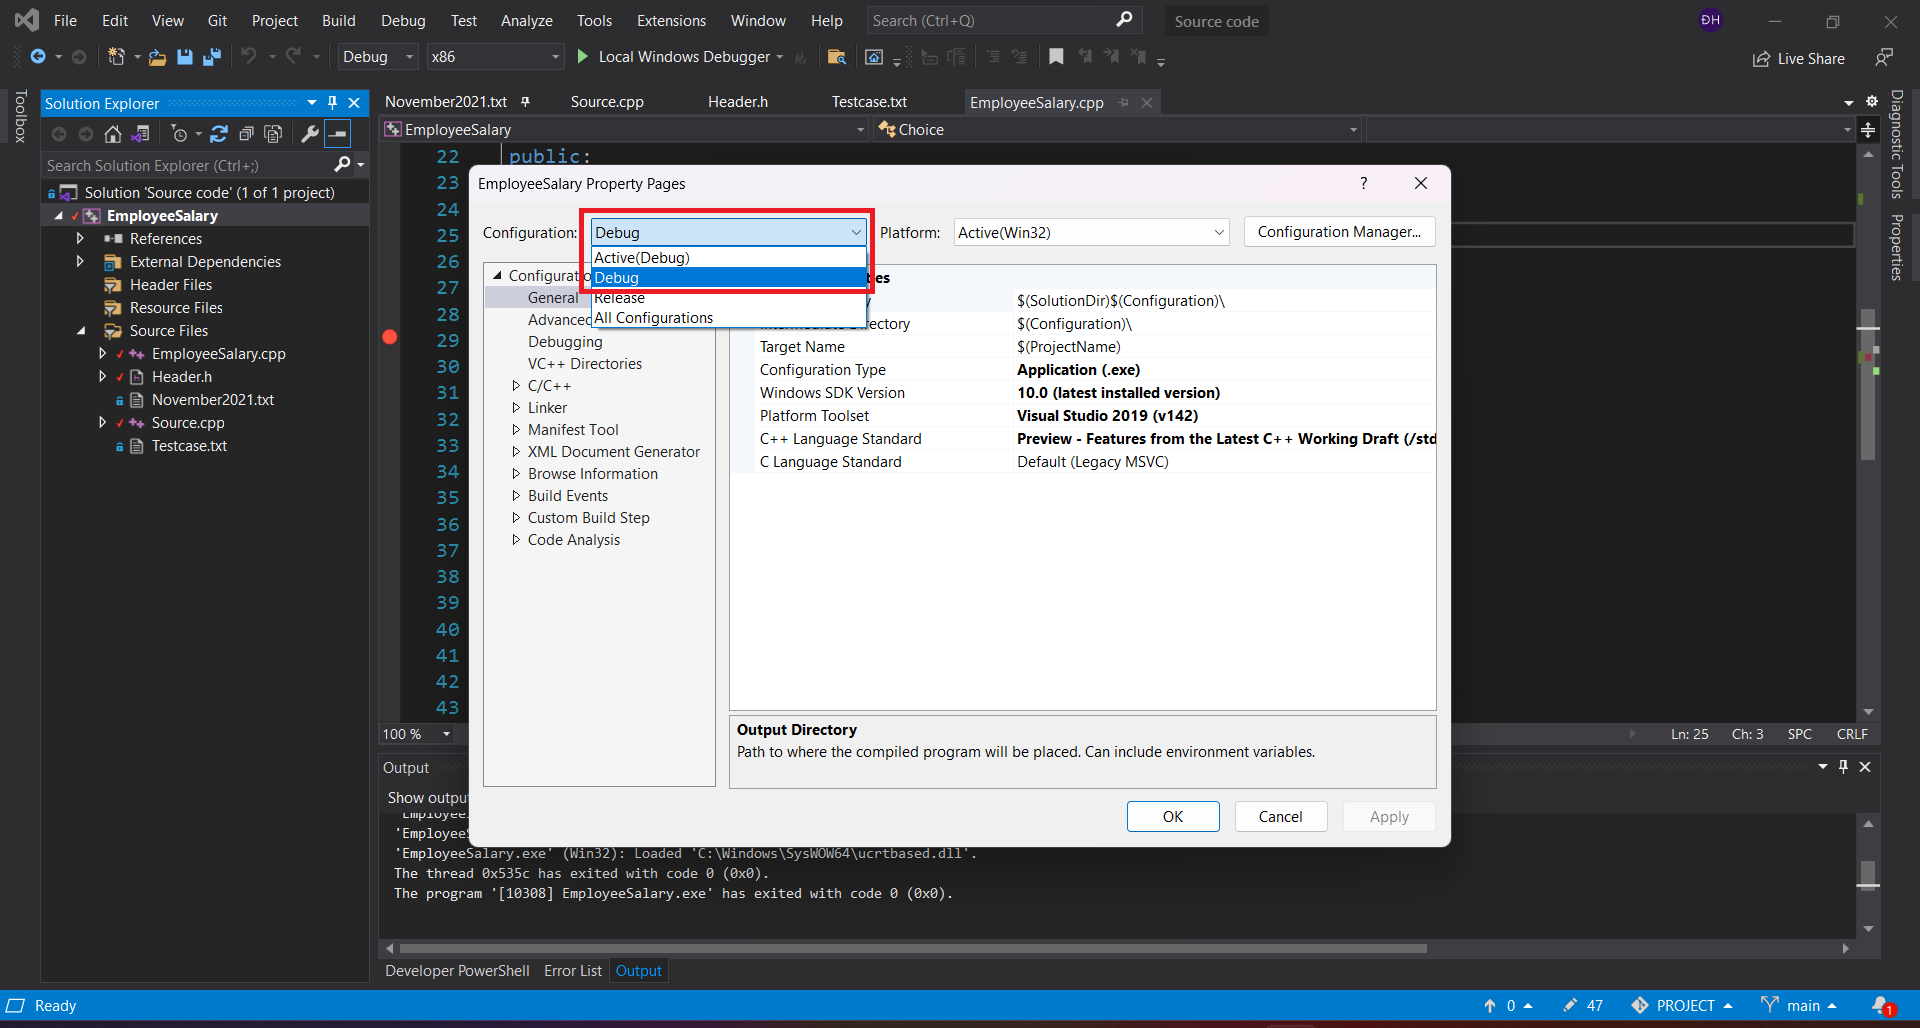 File Edit View Git Project Build Debug Test Analyze Tools Extensions Window Help Search (Ctrl+Q) Source code ĐH
Debug x86 Local Windows Debugger Live Share
Toolbox
Solution Explorer
Search Solution Explorer (Ctrl+;)
Solution 'Source code' (1 of 1 project)
EmployeeSalary
References
External Dependencies
Header Files
Resource Files
Source Files
EmployeeSalary.cpp
Header.h
November2021.txt
Source.cpp
Testcase.txt
November2021.txt Source.cpp Header.h Testcase.txt EmployeeSalary.cpp
EmployeeSalary Choice
22 public:
23
24
25
26
27
28
29
30
31
32
33
34
35
36
37
38
39
40
41
42
43
EmployeeSalary Property Pages ?
Configuration: Debug Platform: Active(Win32) Configuration Manager...
Active(Debug)
Debug
Release
All Configurations
Configuratio
General
Advanced
Debugging
VC++ Directories
C/C++
Linker
Manifest Tool
XML Document Generator
Browse Information
Build Events
Custom Build Step
Code Analysis
$(SolutionDir)$(Configuration)\
$(Configuration)\
Target Name $(ProjectName)
Configuration Type Application (.exe)
Windows SDK Version 10.0 (latest installed version)
Platform Toolset Visual Studio 2019 (v142)
C++ Language Standard Preview - Features from the Latest C++ Working Draft (/std
C Language Standard Default (Legacy MSVC)
Output Directory
Path to where the compiled program will be placed. Can include environment variables.
OK Cancel Apply
Diagnostic Tools
Properties
100 % Ln: 25 Ch: 3 SPC CRLF
Output
Show outpu
'EmployeeS
'EmployeeSalary.exe' (Win32): Loaded 'C:\Windows\SysWOW64\ucrtbased.dll'.
The thread 0x535c has exited with code 0 (0x0).
The program '[10308] EmployeeSalary.exe' has exited with code 0 (0x0).
Developer PowerShell Error List Output
Ready 0 47 PROJECT main 1